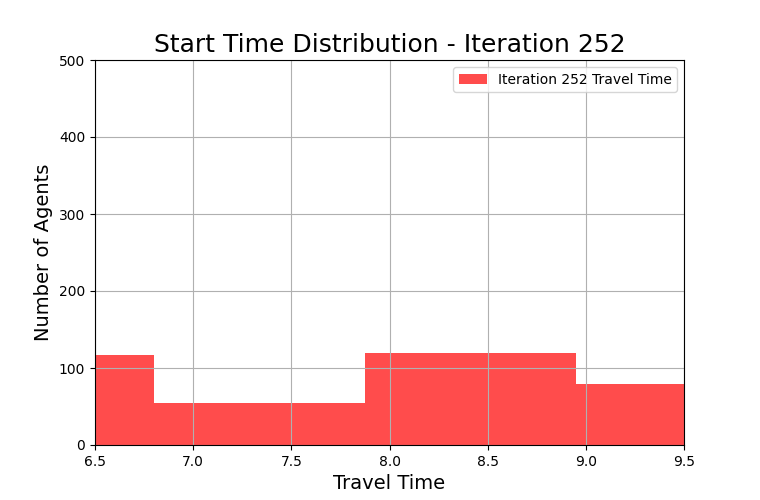 Start Time Distribution - Iteration 252
Iteration 252 Travel Time
Number of Agents
500
400
300
200
100
0
6.5 7.0 7.5 8.0 8.5 9.0 9.5
Travel Time